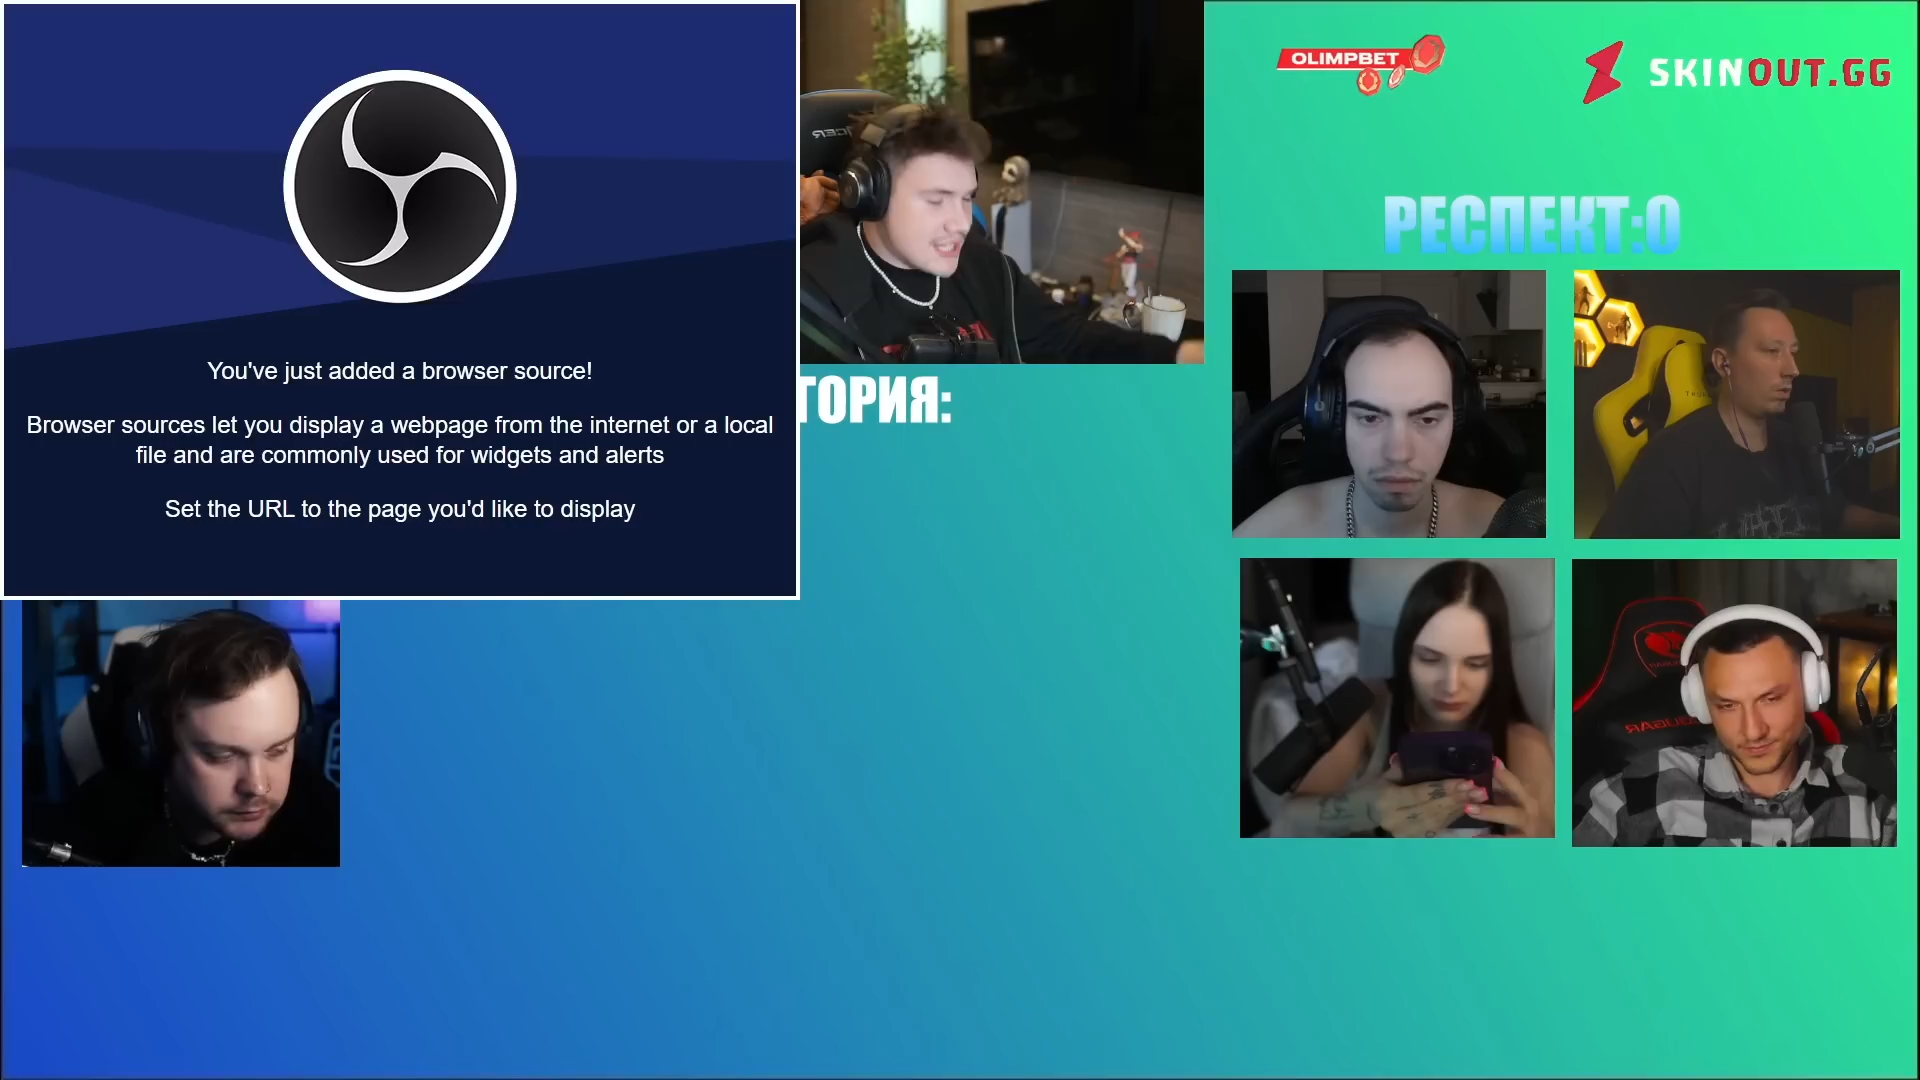 OLIMPBET
SKINOUT.GG
РЕСПЕКТ:0
You've just added a browser source!
Browser sources let you display a webpage from the internet or a local
file and are commonly used for widgets and alerts
Set the URL to the page you'd like to display
ТОРИЯ: